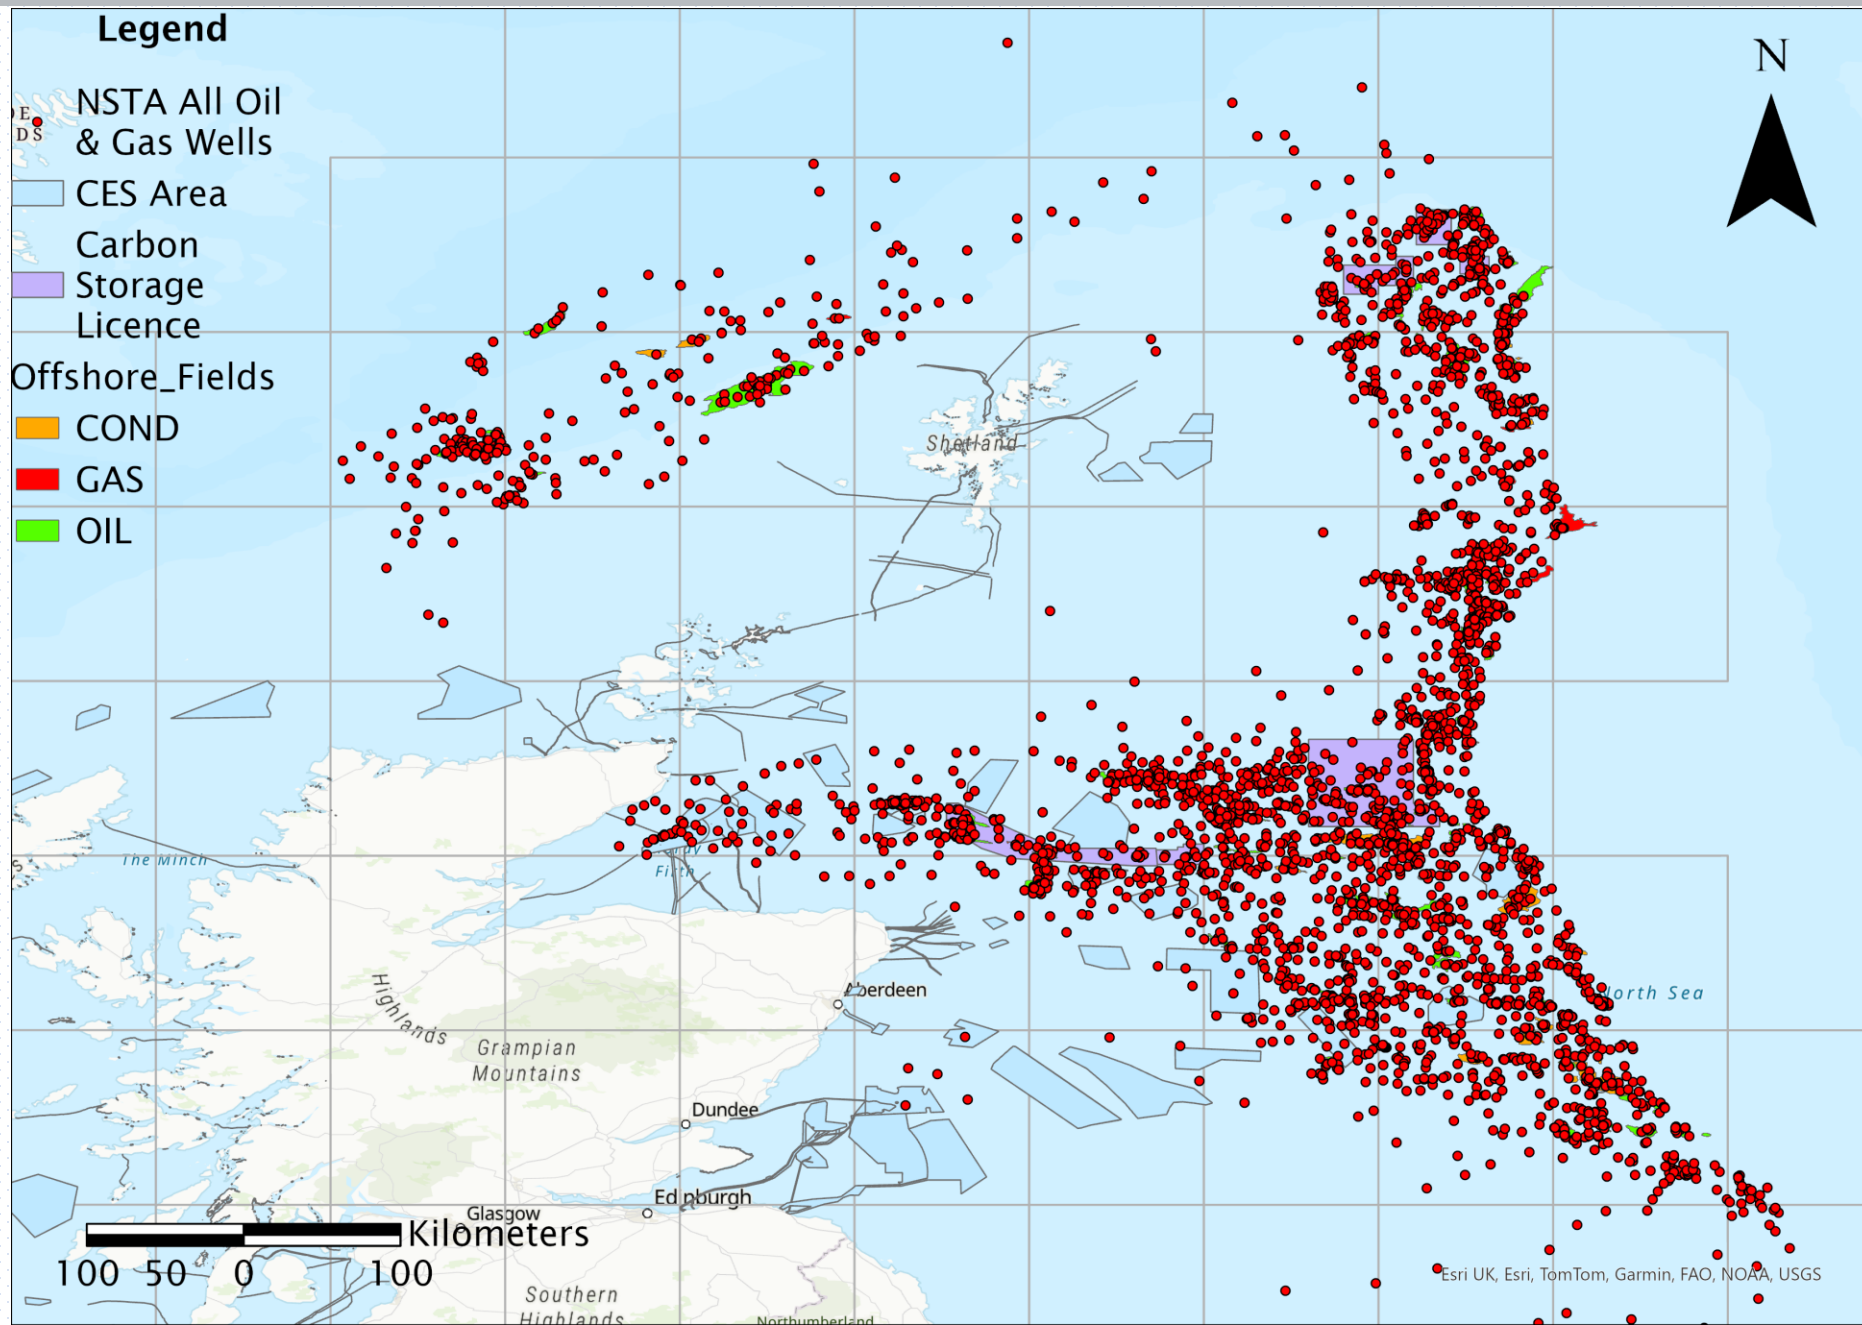 Legend
NSTA All Oil
& Gas Wells
CES Area
Carbon
Storage
Licence
Offshore_Fields
COND
GAS
OIL
N
DS
Shetland
The Minch
Firth
North Sea
Highlands
Aberdeen
Grampian
Mountains
Dundee
Edinburgh
Glasgow
Kilometers
100 50 0 100
Southern
Highlands
Northumberland
Esri UK, Esri, TomTom, Garmin, FAO, NOAA, USGS